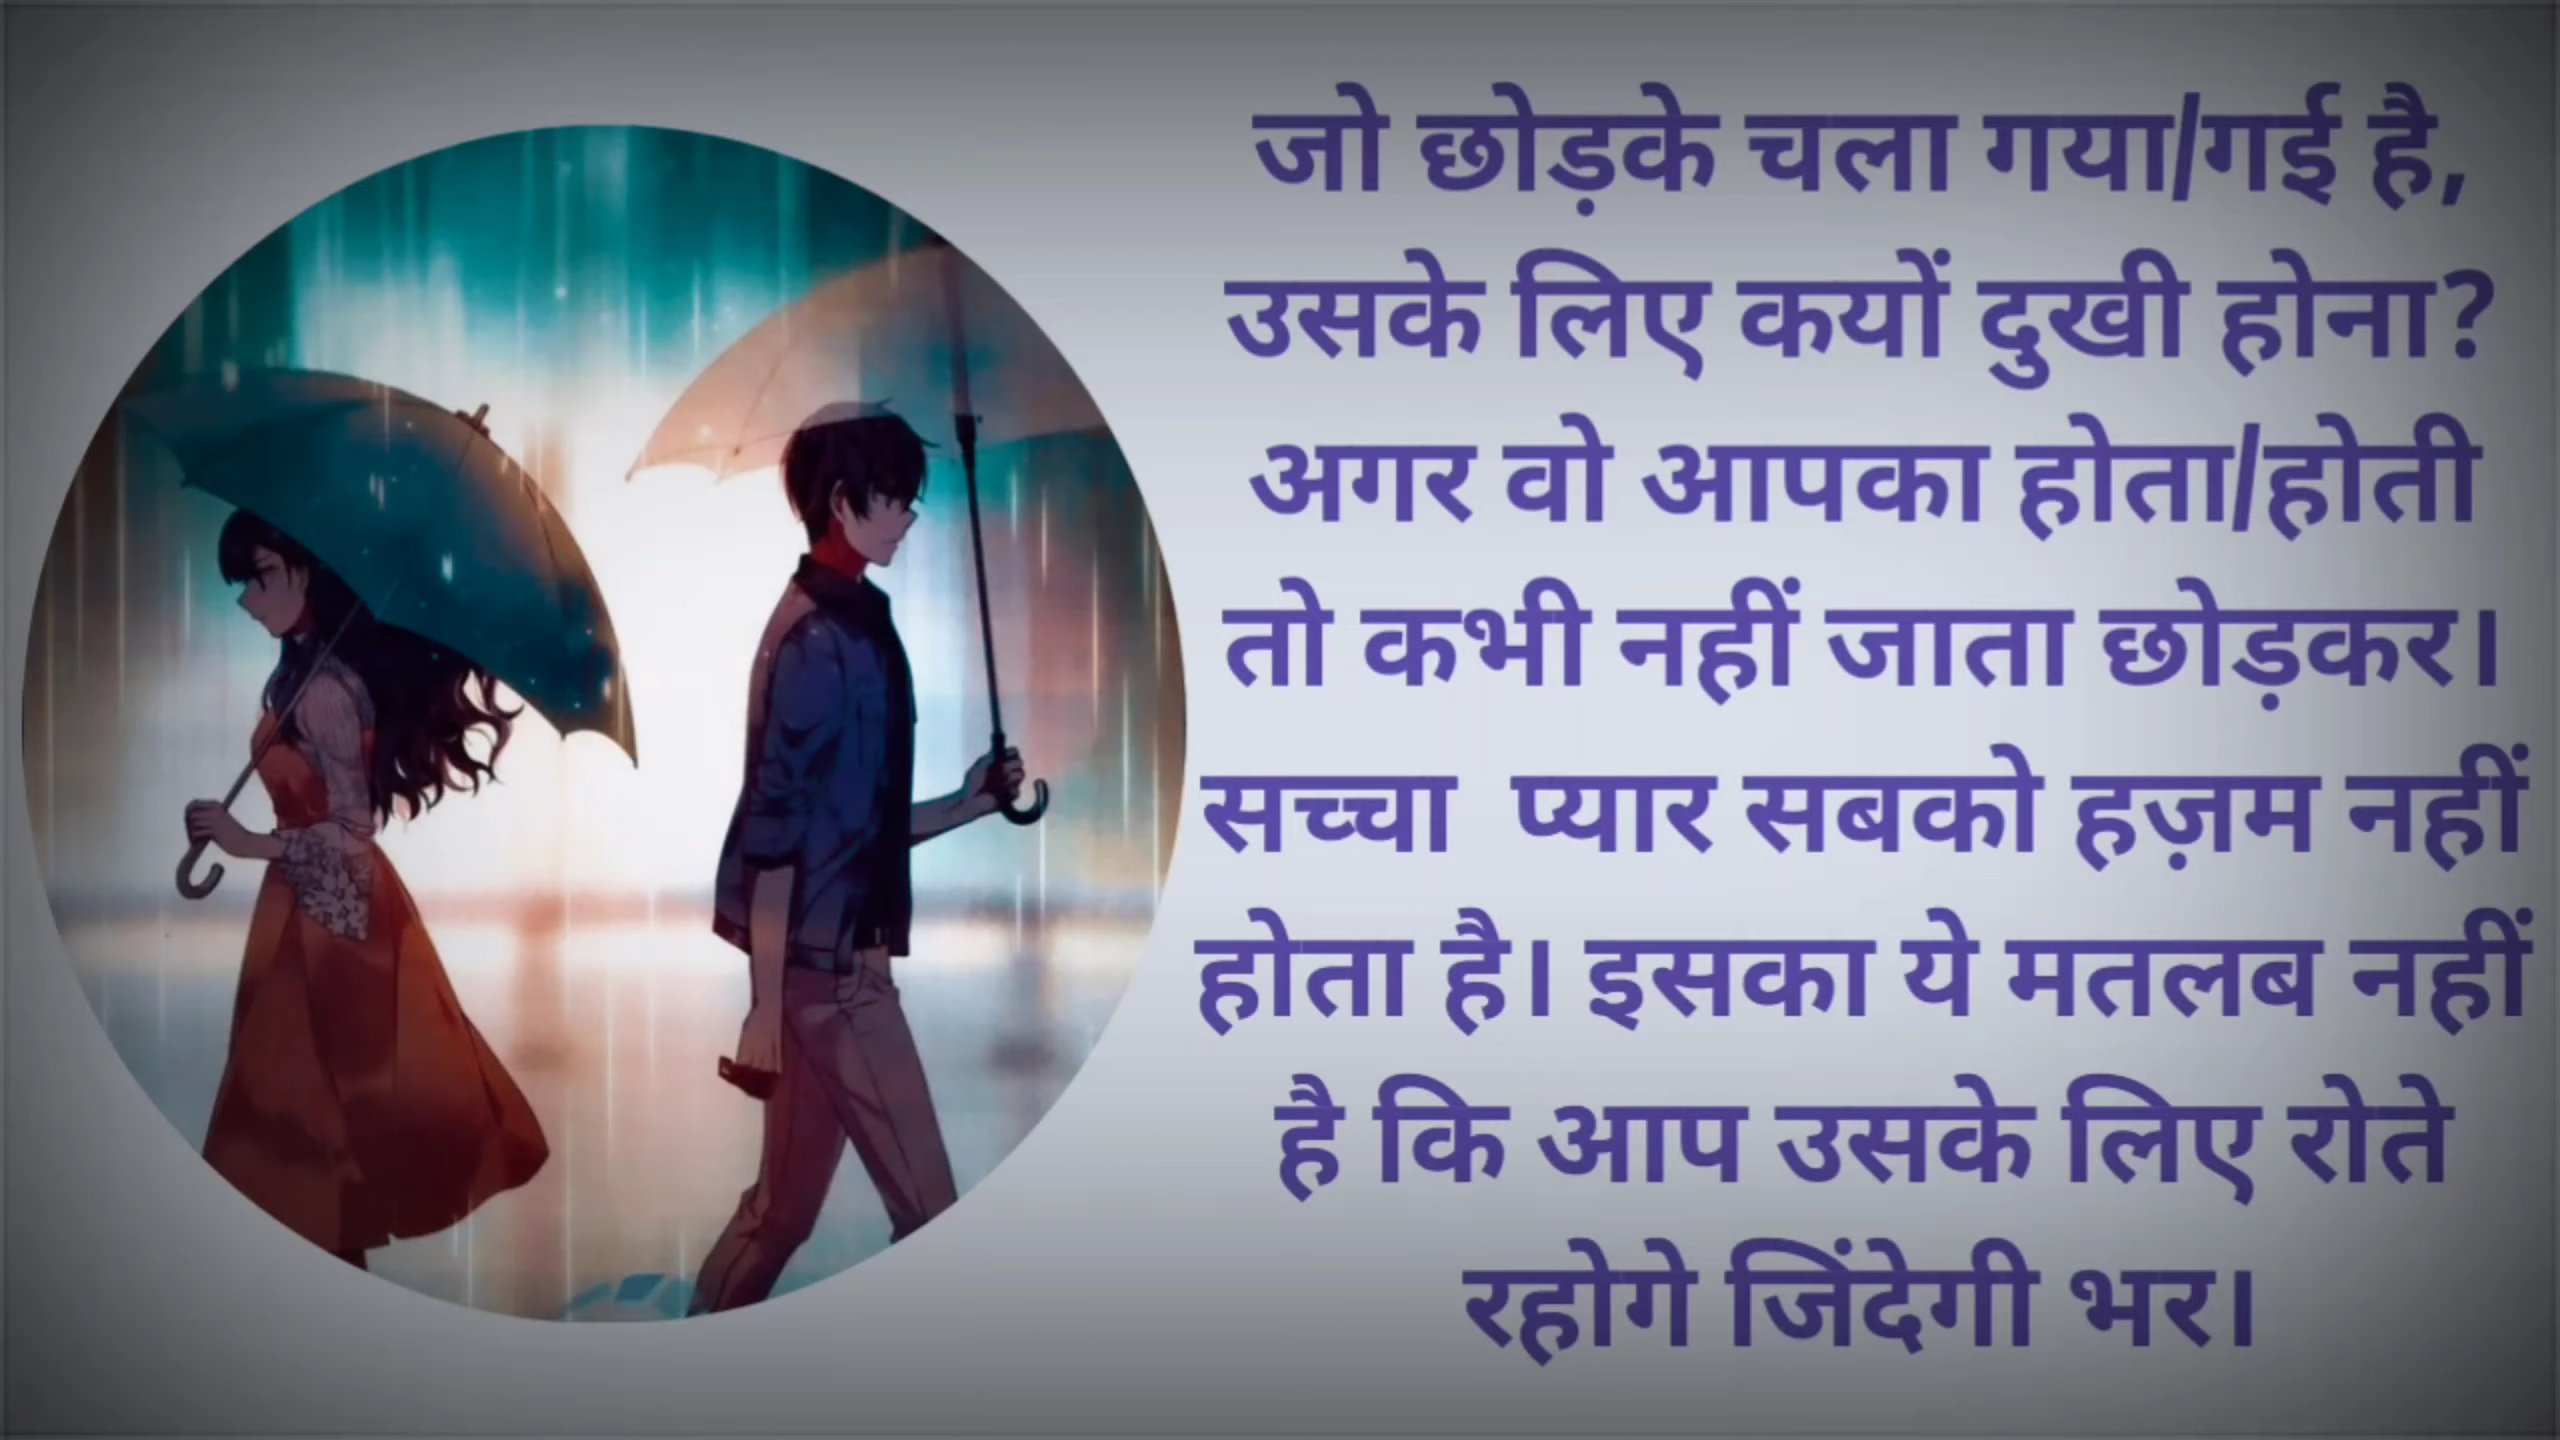 जो छोड़के चला गया/गई है,
उसके लिए कयों दुखी होना?
अगर वो आपका होता/होती
तो कभी नहीं जाता छोड़कर।
सच्चा प्यार सबको हज़म नहीं
होता है। इसका ये मतलब नहीं
है कि आप उसके लिए रोते
रहोगे जिंदेगी भर।